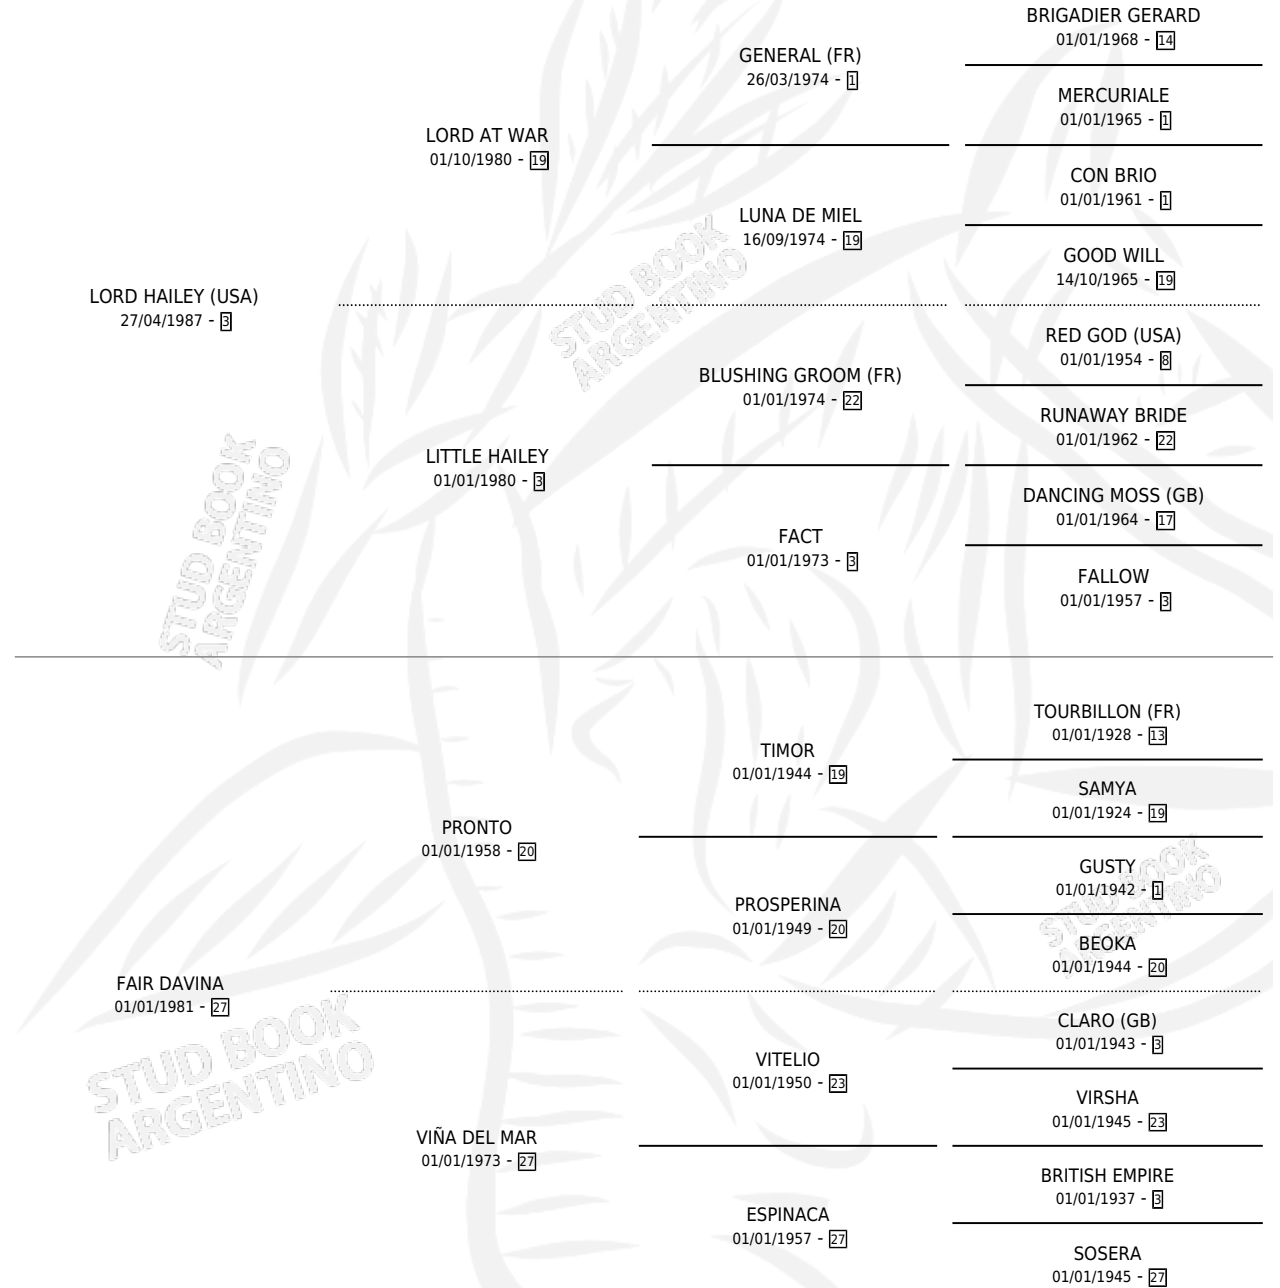 BRIGADIER GERARD
01/01/1968 - 14
GENERAL (FR)
26/03/1974 - 1
MERCURIALE
01/01/1965 - 1
LORD AT WAR
01/10/1980 - 19
CON BRIO
01/01/1961 - 1
LUNA DE MIEL
16/09/1974 - 19
GOOD WILL
14/10/1965 - 19
LORD HAILEY (USA)
27/04/1987 - 3
RED GOD (USA)
01/01/1954 - 8
BLUSHING GROOM (FR)
01/01/1974 - 22
RUNAWAY BRIDE
01/01/1962 - 22
LITTLE HAILEY
01/01/1980 - 3
DANCING MOSS (GB)
01/01/1964 - 17
FACT
01/01/1973 - 3
FALLOW
01/01/1957 - 3
TOURBILLON (FR)
01/01/1928 - 13
TIMOR
01/01/1944 - 19
SAMYA
01/01/1924 - 19
PRONTO
01/01/1958 - 20
GUSTY
01/01/1942 - 1
PROSPERINA
01/01/1949 - 20
BEOKA
01/01/1944 - 20
FAIR DAVINA
01/01/1981 - 27
CLARO (GB)
01/01/1943 - 3
VITELIO
01/01/1950 - 23
VIRSHA
01/01/1945 - 23
VIÑA DEL MAR
01/01/1973 - 27
BRITISH EMPIRE
01/01/1937 - 3
ESPINACA
01/01/1957 - 27
SOSERA
01/01/1945 - 27
STUD BOOK
ARGENTINO
STUD BOOK
ARGENTINO
STUD BOOK
ARGENTINO
STUD BOOK
ARGENTINO